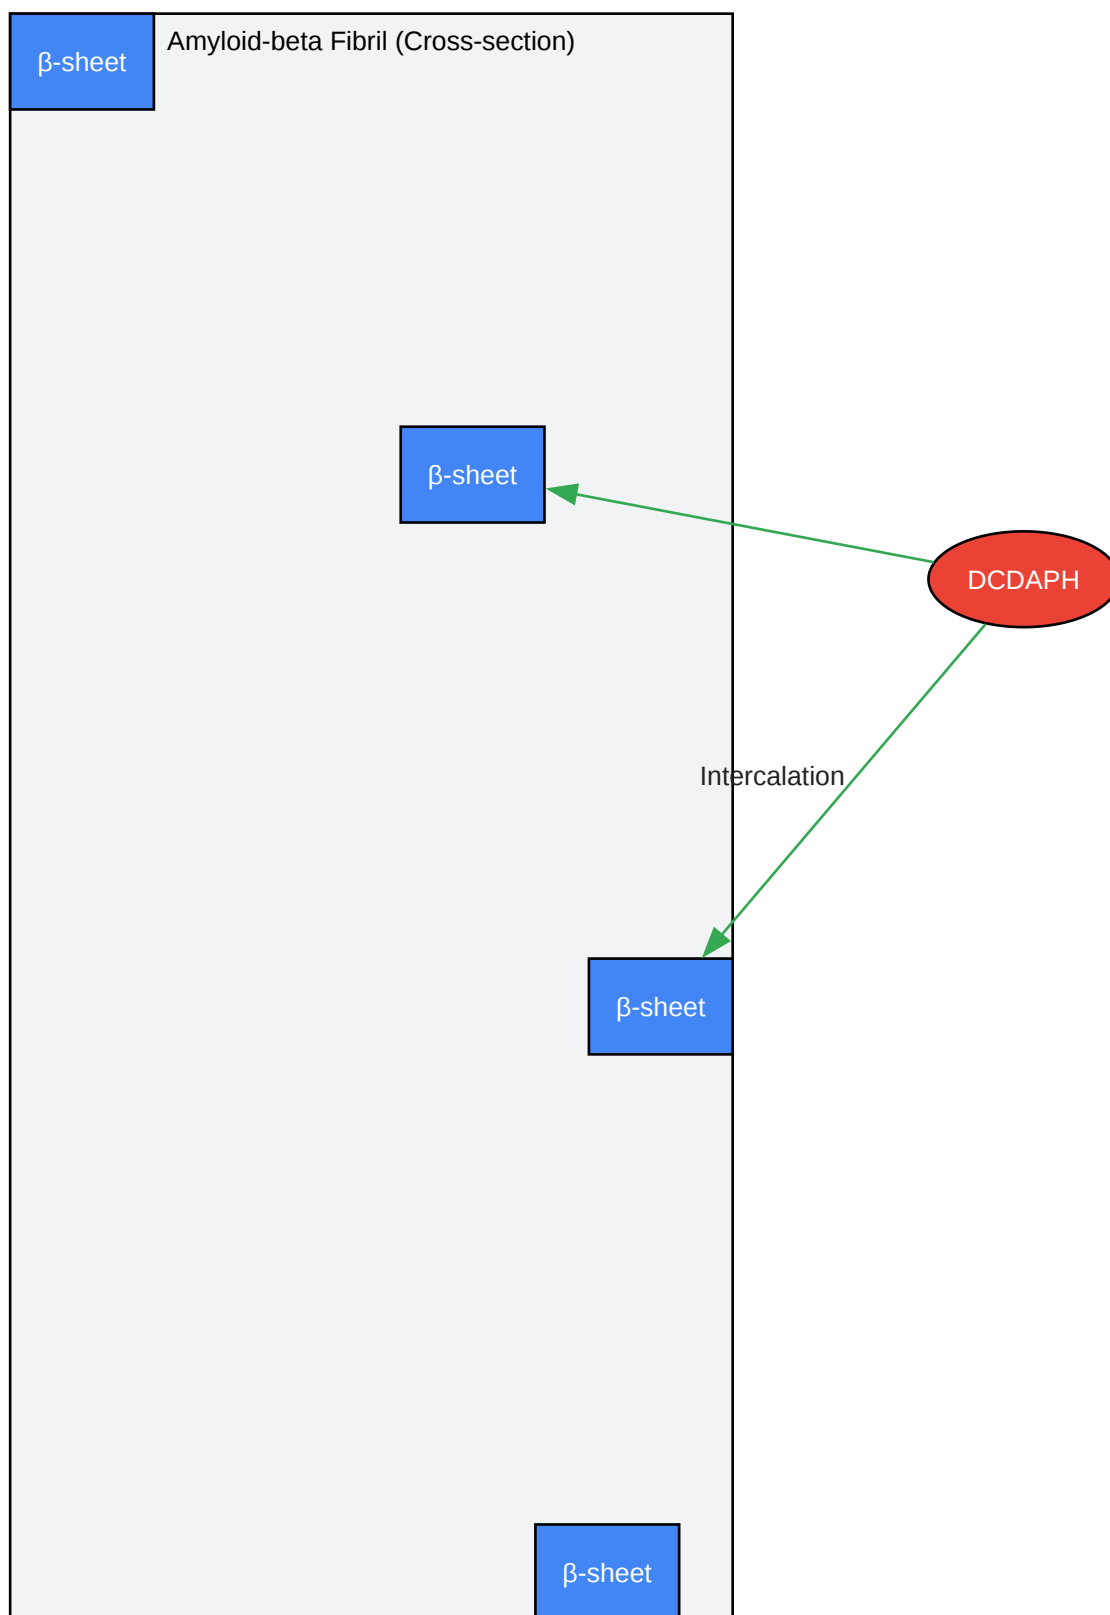 β-sheet
Amyloid-beta Fibril (Cross-section)
β-sheet
DCDAPH
Intercalation
β-sheet
β-sheet